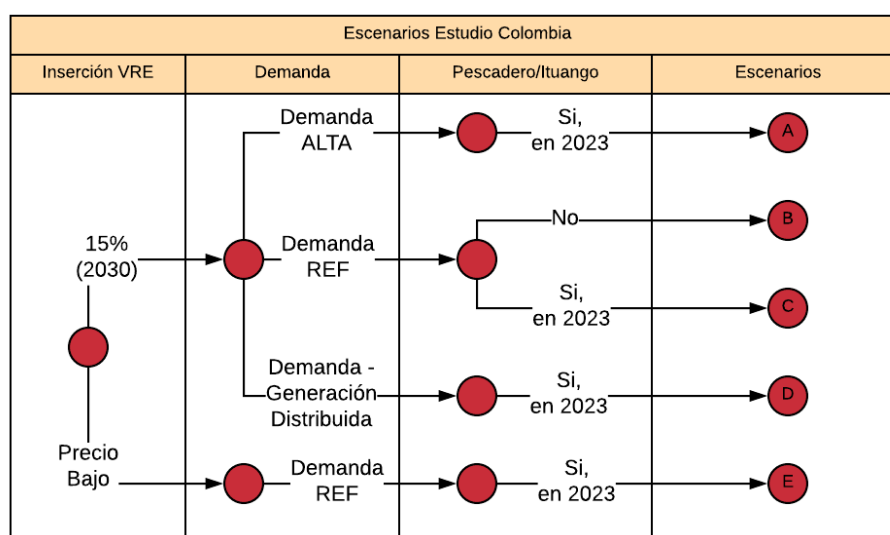 Escenarios Estudio Colombia
Inserción VRE
Demanda
Pescadero/Ituango
Escenarios
Demanda
ALTA
Si,
en 2023
A
No
B
15%
(2030)
Demanda
REF
Si,
en 2023
C
Demanda -
Generación
Distribuida
Si,
en 2023
D
Precio
Bajo
Demanda
REF
Si,
en 2023
E